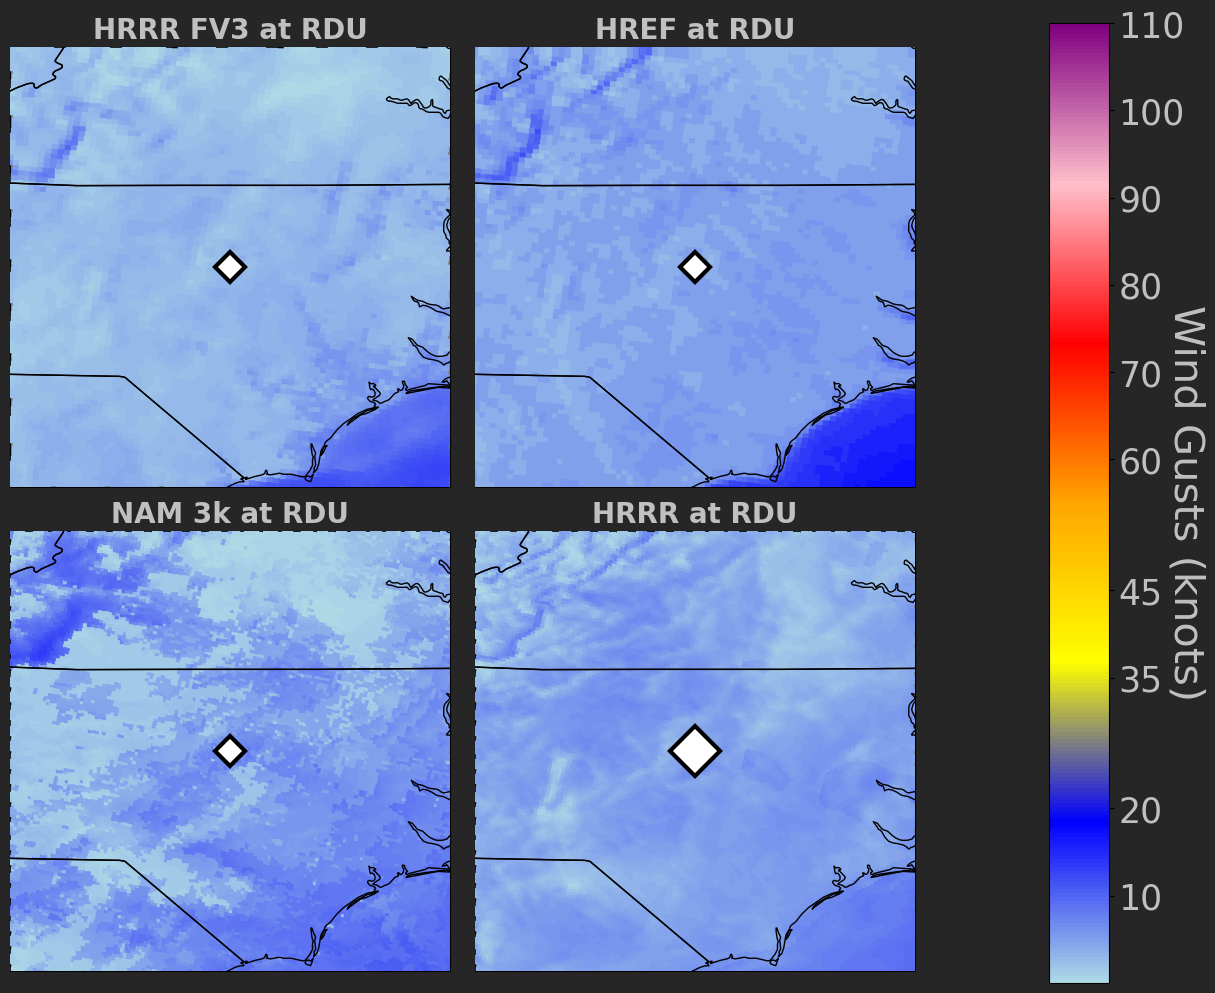 HRRR FV3 at RDU
HREF at RDU
NAM 3k at RDU
HRRR at RDU
110
100
90
80
70
60
45
35
20
10
Wind Gusts (knots)